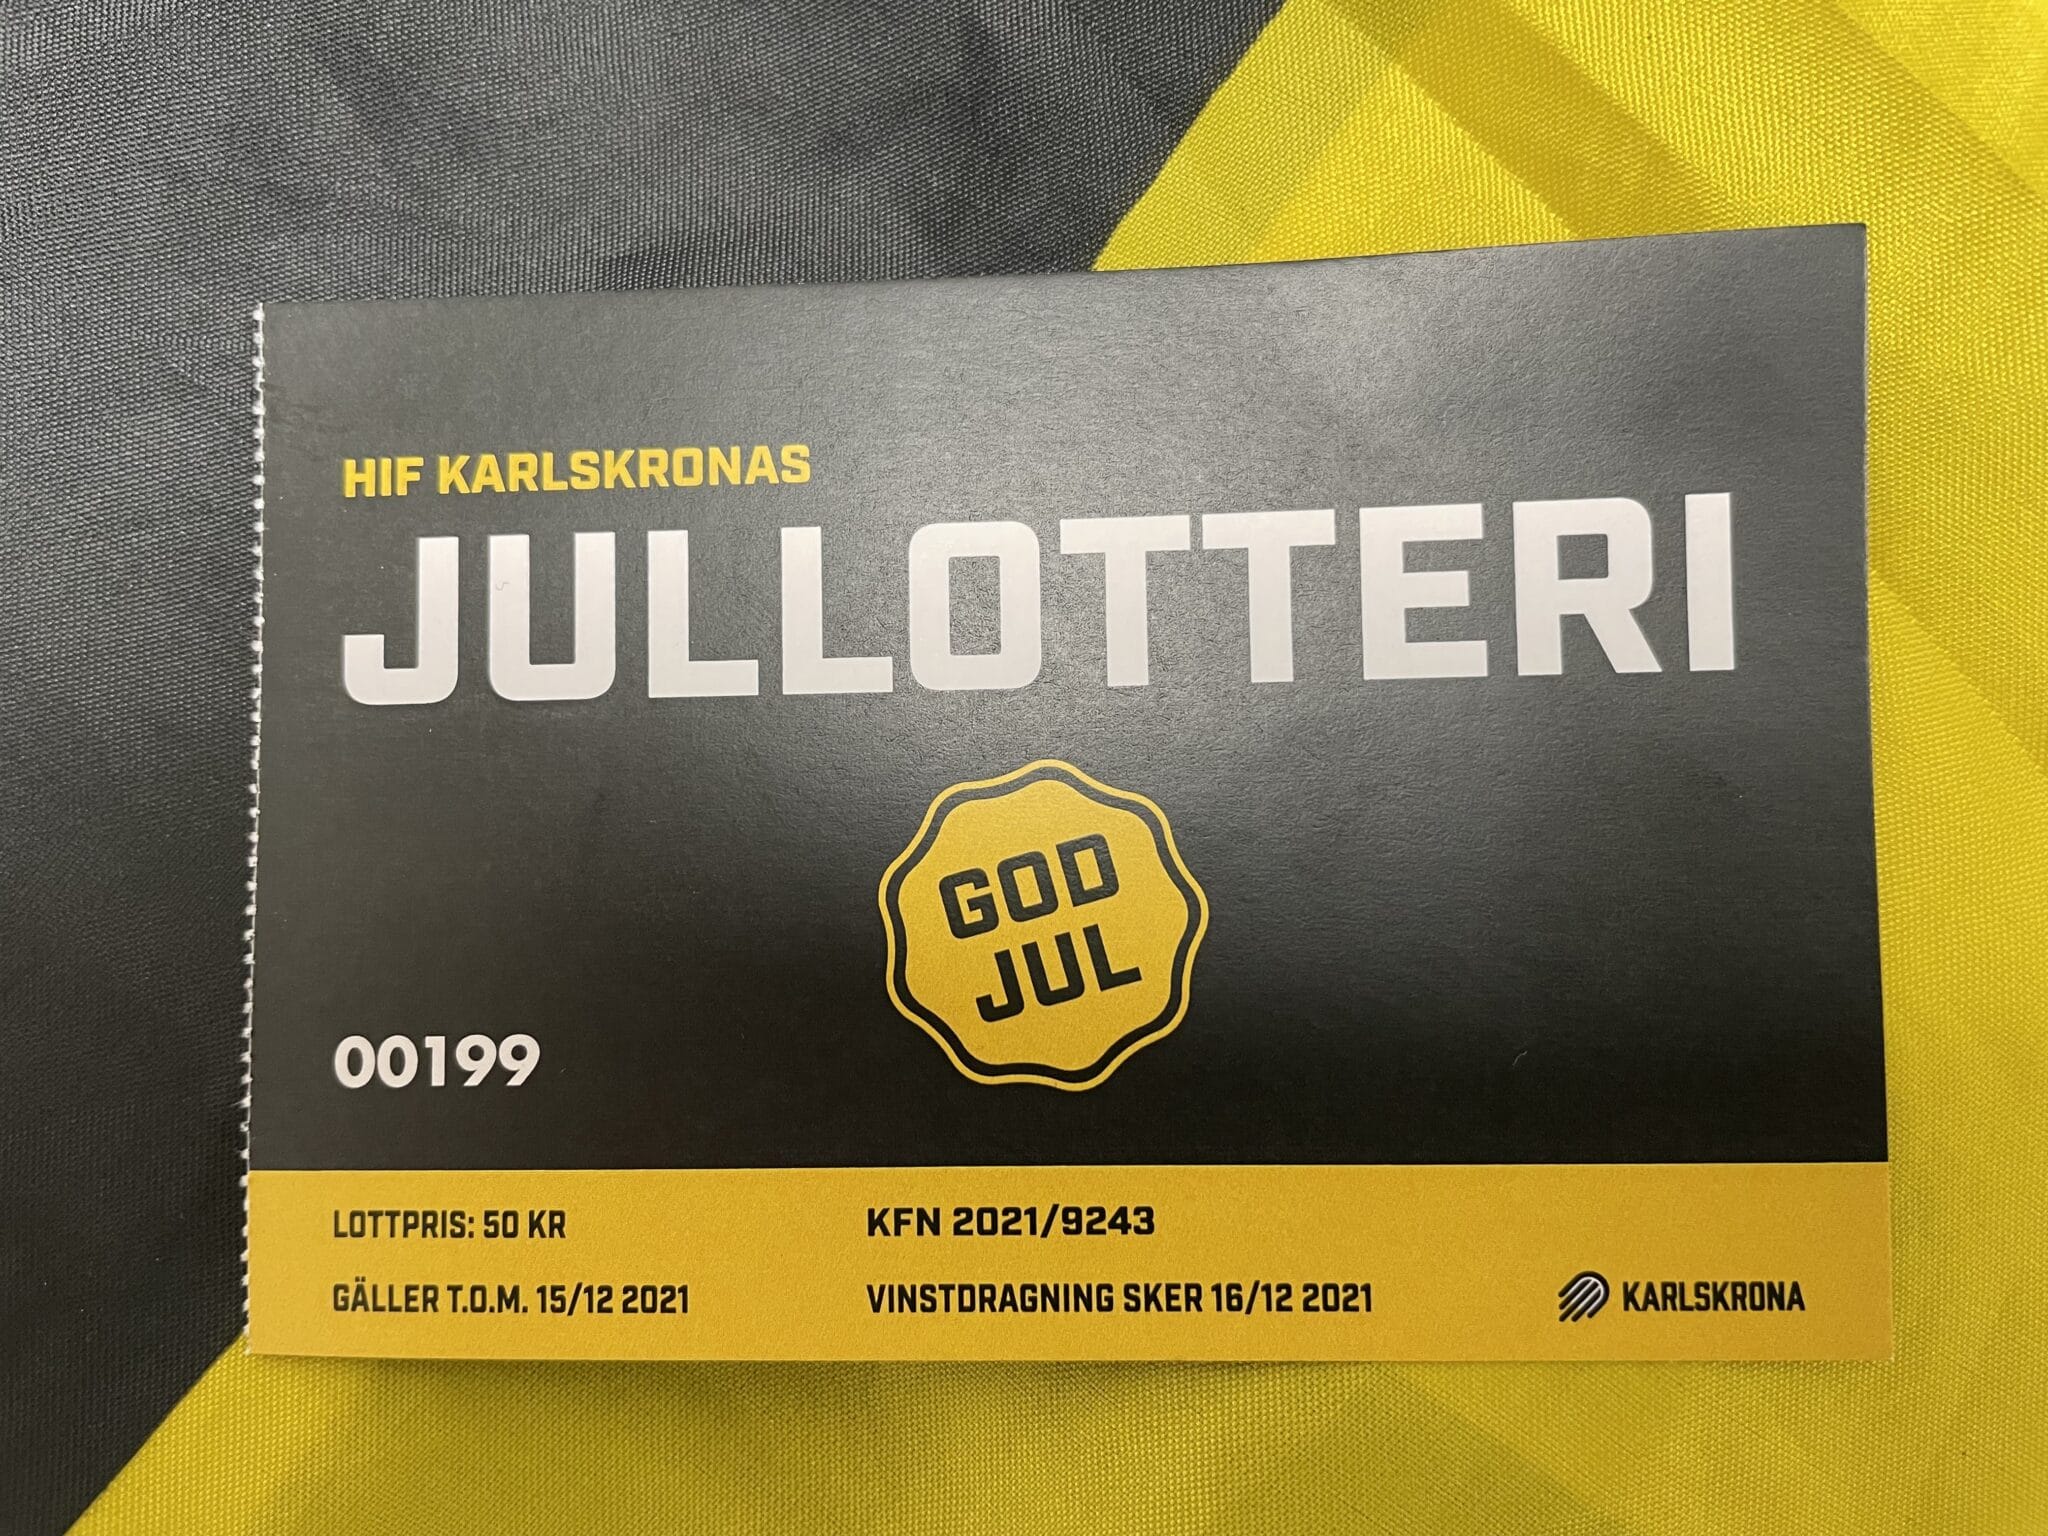 HIF KARLSKRONAS
JULLOTTERI
GOD
JUL
00199
LOTTPRIS: 50 KR
KFN 2021/9243
GÄLLER T.O.M. 15/12 2021
VINSTDRAGNING SKER 16/12 2021
KARLSKRONA